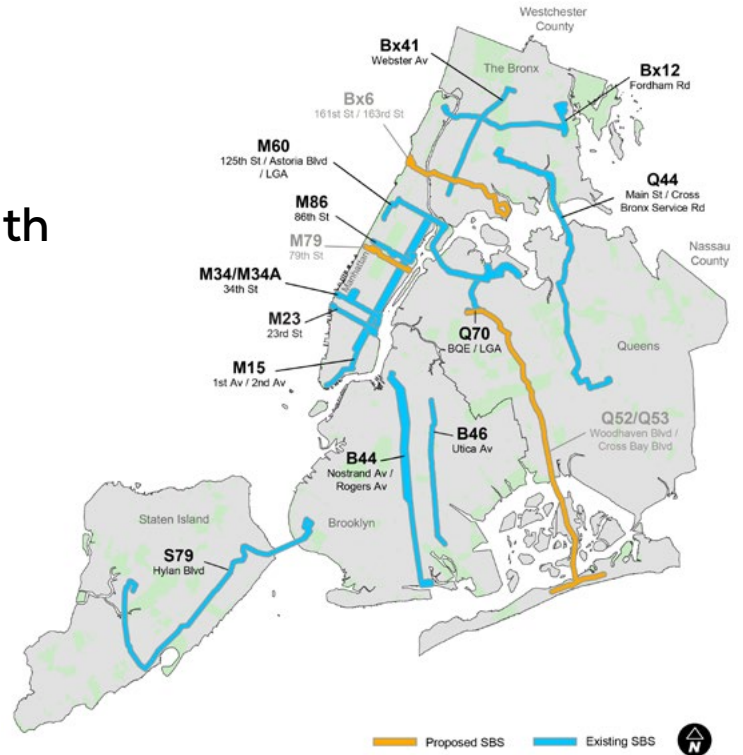 Westchester
County
Bx41
Webster Av
The Bronx
Bx12
Fordham Rd
Bx6
161st St / 163rd St
M60
125th St / Astoria Blvd
/ LGA
Q44
Main St / Cross
Bronx Service Rd
th
M86
86th St
M79
79th St
Nassau
County
Manhattan
M34/M34A
34th St
M23
23rd St
Q70
BQE / LGA
Queens
M15
1st Av / 2nd Av
Q52/Q53
Woodhaven Blvd /
Cross Bay Blvd
B46
Utica Av
B44
Nostrand Av /
Rogers Av
Staten Island
Brooklyn
S79
Hylan Blvd
Proposed SBS
Existing SBS
N